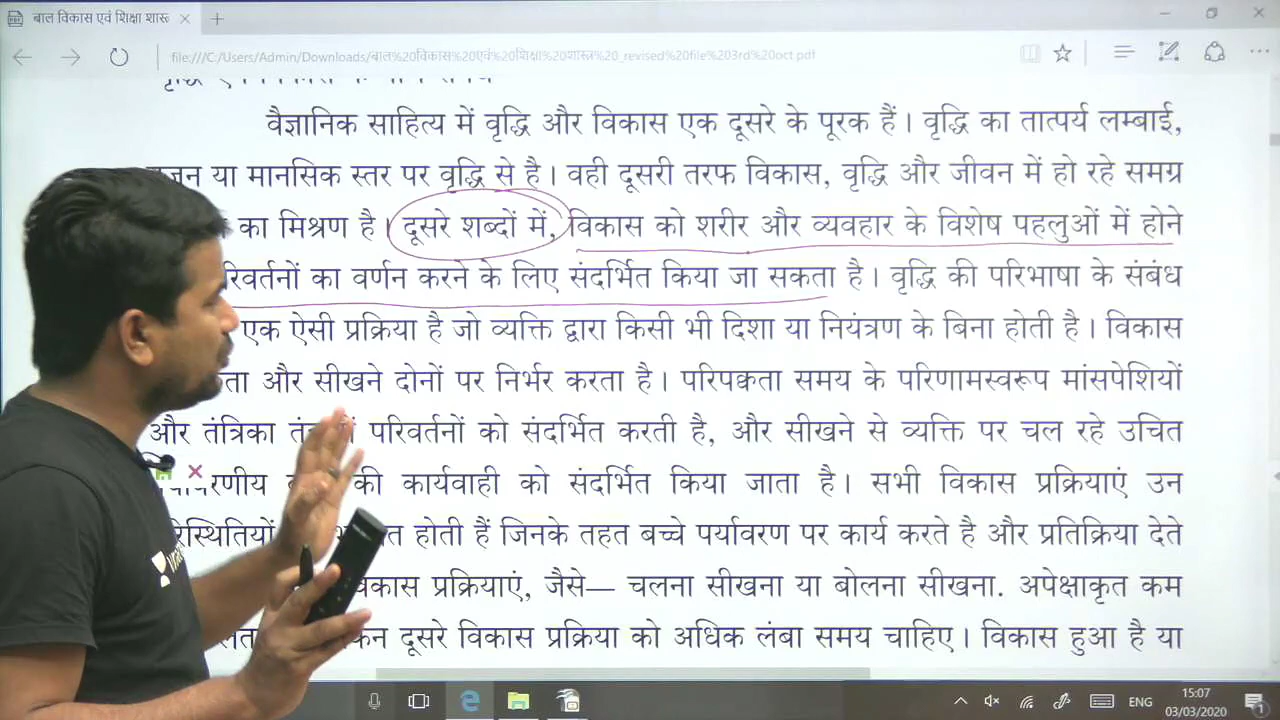 बाल विकास एवं शिक्षा शास्
file:///C:/Users/Admin/Downloads/बाल%20विकास%20एवं%20शिक्षा%20शास्त्र%20_revised%20file%203rd%20oct.pdf
वैज्ञानिक साहित्य में वृद्धि और विकास एक दूसरे के पूरक हैं। वृद्धि का तात्पर्य लम्बाई,
या मानसिक स्तर पर वृद्धि से है। वही दूसरी तरफ विकास, वृद्धि और जीवन में हो रहे समग्र
का मिश्रण है। दूसरे शब्दों में, विकास को शरीर और व्यवहार के विशेष पहलुओं में होने
रिवर्तनों का वर्णन करने के लिए संदर्भित किया जा सकता है। वृद्धि की परिभाषा के संबंध
एक ऐसी प्रक्रिया है जो व्यक्ति द्वारा किसी भी दिशा या नियंत्रण के बिना होती है। विकास
ता और सीखने दोनों पर निर्भर करता है। परिपक्वता समय के परिणामस्वरूप मांसपेशियों
और तंत्रिका परिवर्तनों को संदर्भित करती है, और सीखने से व्यक्ति पर चल रहे उचित
की कार्यवाही को संदर्भित किया जाता है। सभी विकास प्रक्रियाएं उन
रिस्थितियों होती हैं जिनके तहत बच्चे पर्यावरण पर कार्य करते है और प्रतिक्रिया देते
विकास प्रक्रियाएं, जैसे— चलना सीखना या बोलना सीखना. अपेक्षाकृत कम
दूसरे विकास प्रक्रिया को अधिक लंबा समय चाहिए। विकास हुआ है या
ENG
15:07
03/03/2020
1